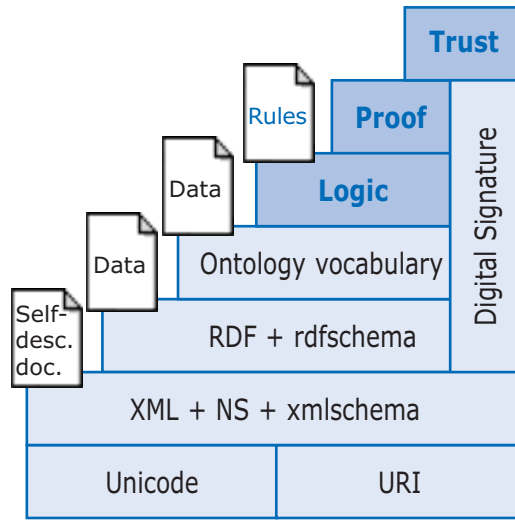 Trust
Rules
Proof
Data
Logic
Digital Signature
Data
Ontology vocabulary
Self-
desc.
doc.
RDF + rdfschema
XML + NS + xmlschema
Unicode
URI